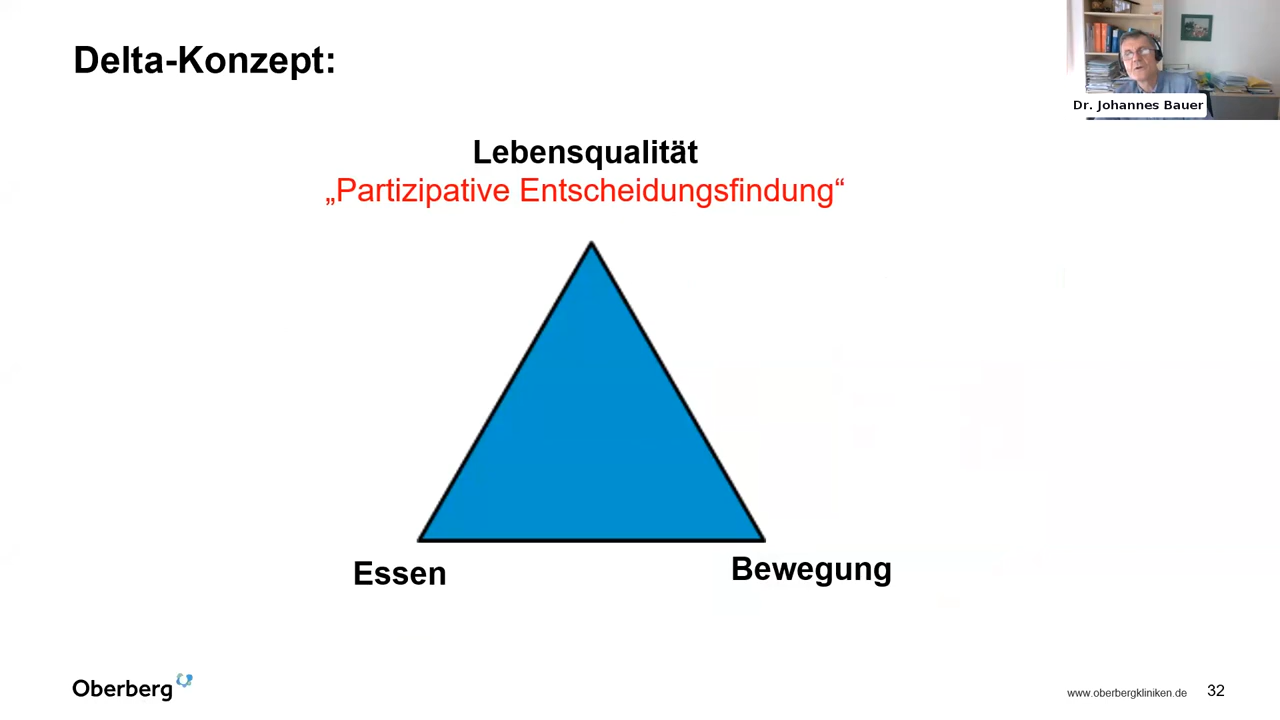 Delta-Konzept:
Dr. Johannes Bauer
Lebensqualität
„Partizipative Entscheidungsfindung“
Essen
Bewegung
Oberberg
www.oberbergkliniken.de
32